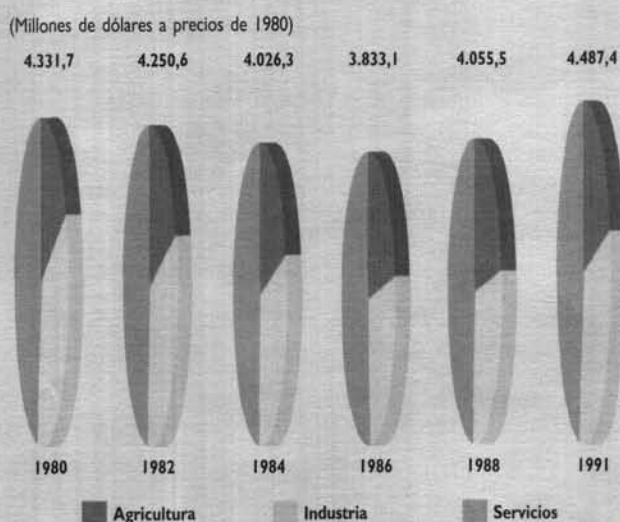 (Millones de dólares a precios de 1980)
4.331,7 4.250,6 4.026,3 3.833,1 4.055,5 4.487,4
1980 1982 1984 1986 1988 1991
Agricultura Industria Servicios